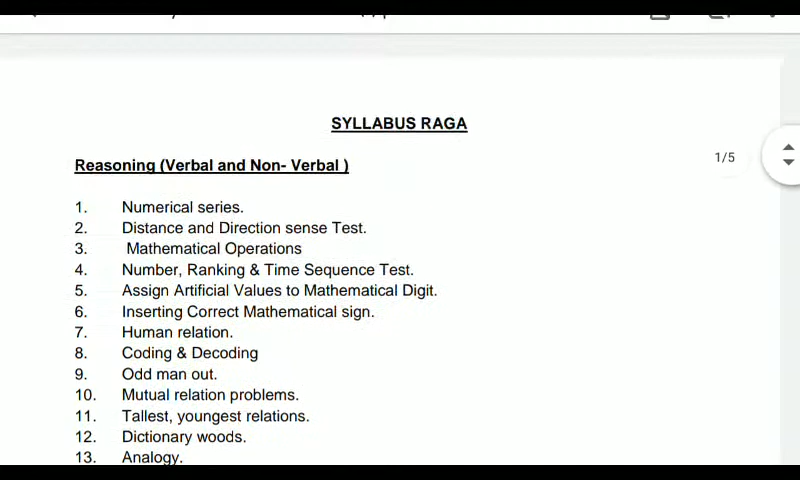 SYLLABUS RAGA
Reasoning (Verbal and Non- Verbal )
1/5
1. Numerical series.
2. Distance and Direction sense Test.
3. Mathematical Operations
4. Number, Ranking & Time Sequence Test.
5. Assign Artificial Values to Mathematical Digit.
6. Inserting Correct Mathematical sign.
7. Human relation.
8. Coding & Decoding
9. Odd man out.
10. Mutual relation problems.
11. Tallest, youngest relations.
12. Dictionary woods.
13. Analogy.